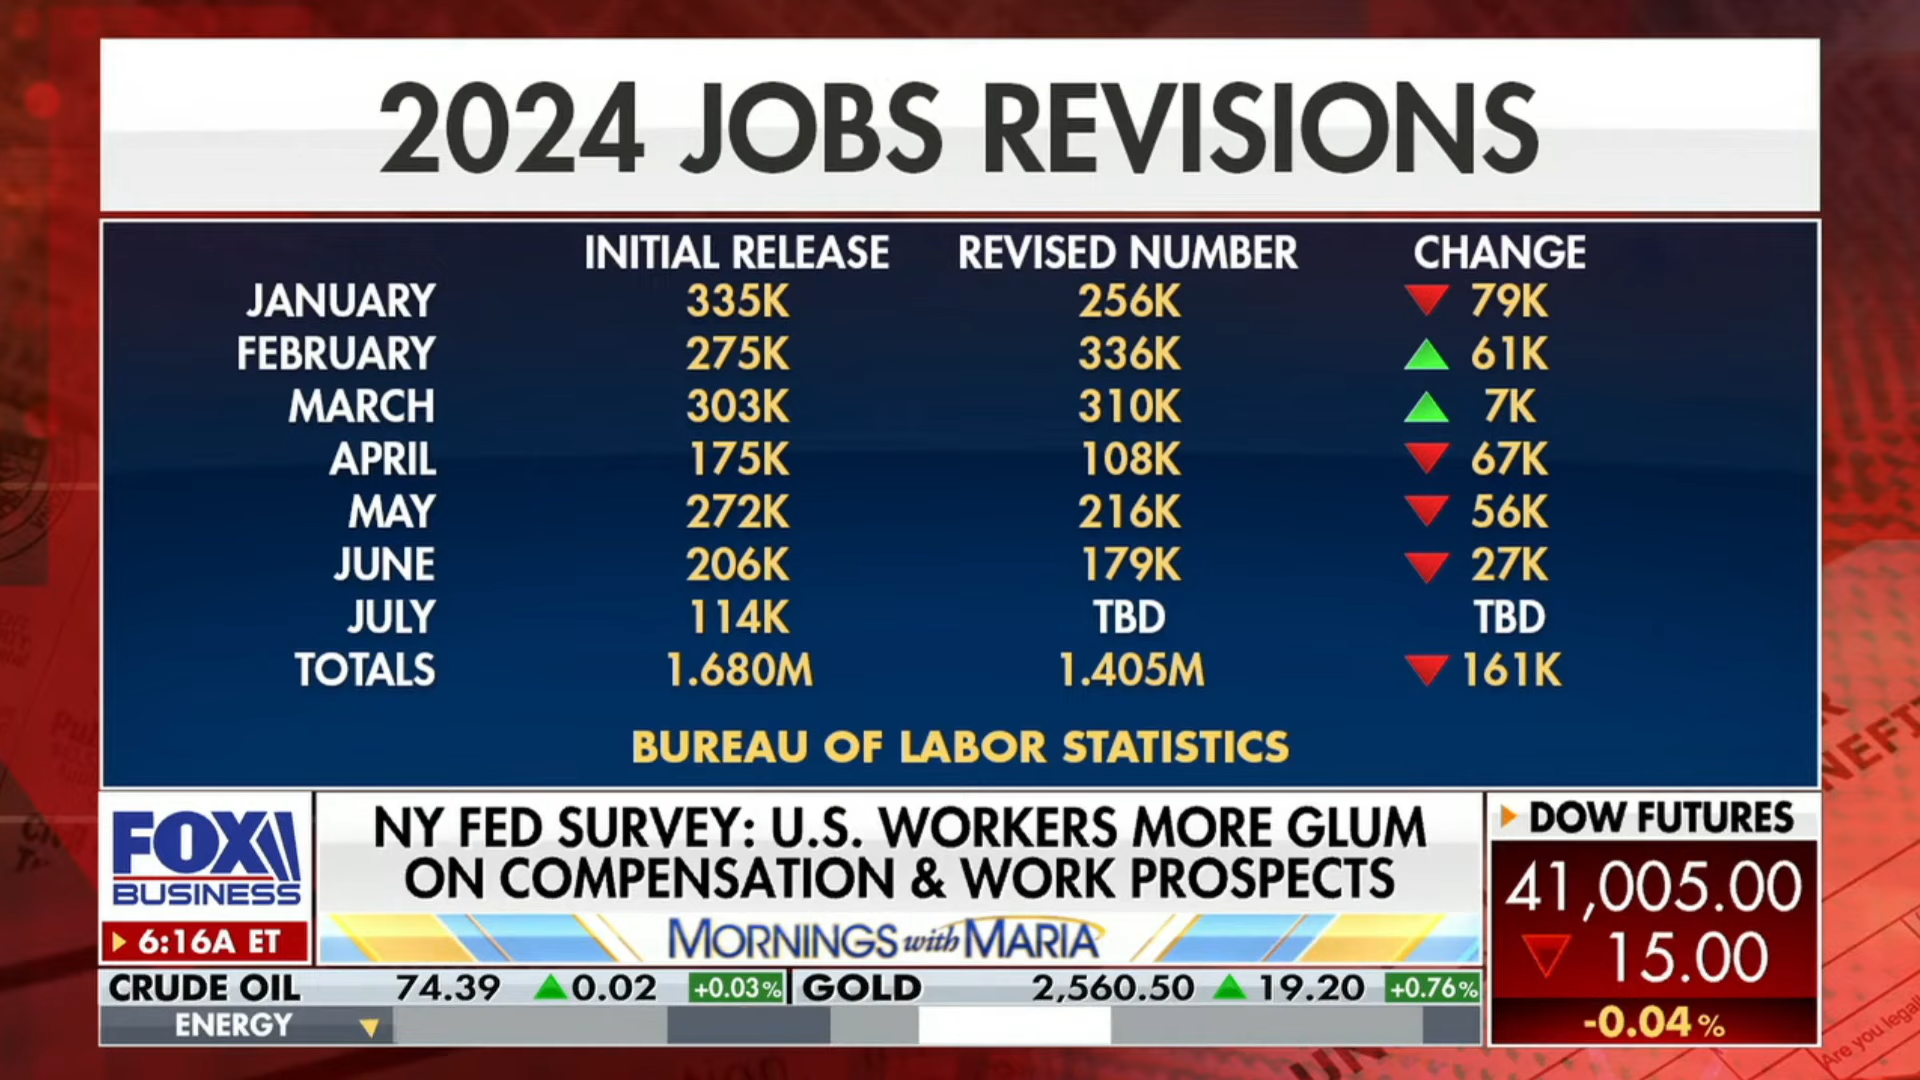 2024 JOBS REVISIONS
INITIAL RELEASE REVISED NUMBER CHANGE
JANUARY 335K 256K ▼ 79K
FEBRUARY 275K 336K ▲ 61K
MARCH 303K 310K ▲ 7K
APRIL 175K 108K ▼ 67K
MAY 272K 216K ▼ 56K
JUNE 206K 179K ▼ 27K
JULY 114K TBD TBD
TOTALS 1.680M 1.405M ▼ 161K
BUREAU OF LABOR STATISTICS
FOX BUSINESS
6:16A ET
NY FED SURVEY: U.S. WORKERS MORE GLUM
ON COMPENSATION & WORK PROSPECTS
MORNINGS with MARIA
DOW FUTURES
41,005.00
▼ 15.00
-0.04%
CRUDE OIL 74.39 ▲ 0.02 +0.03% GOLD 2,560.50 ▲ 19.20 +0.76%
ENERGY
Are you legal